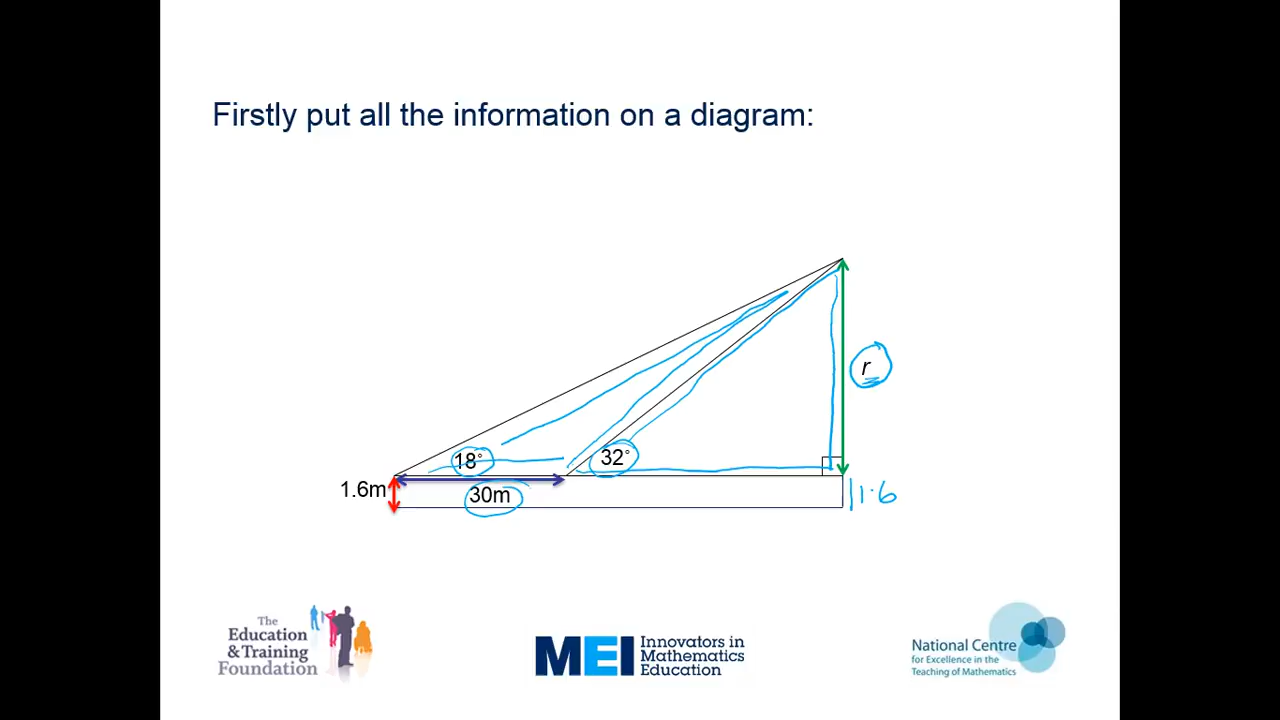 Firstly put all the information on a diagram:
r
18°
32°
1.6m
30m
1.6
The
Education
& Training
Foundation
MEI
Innovators in
Mathematics
Education
National Centre
for Excellence in the
Teaching of Mathematics